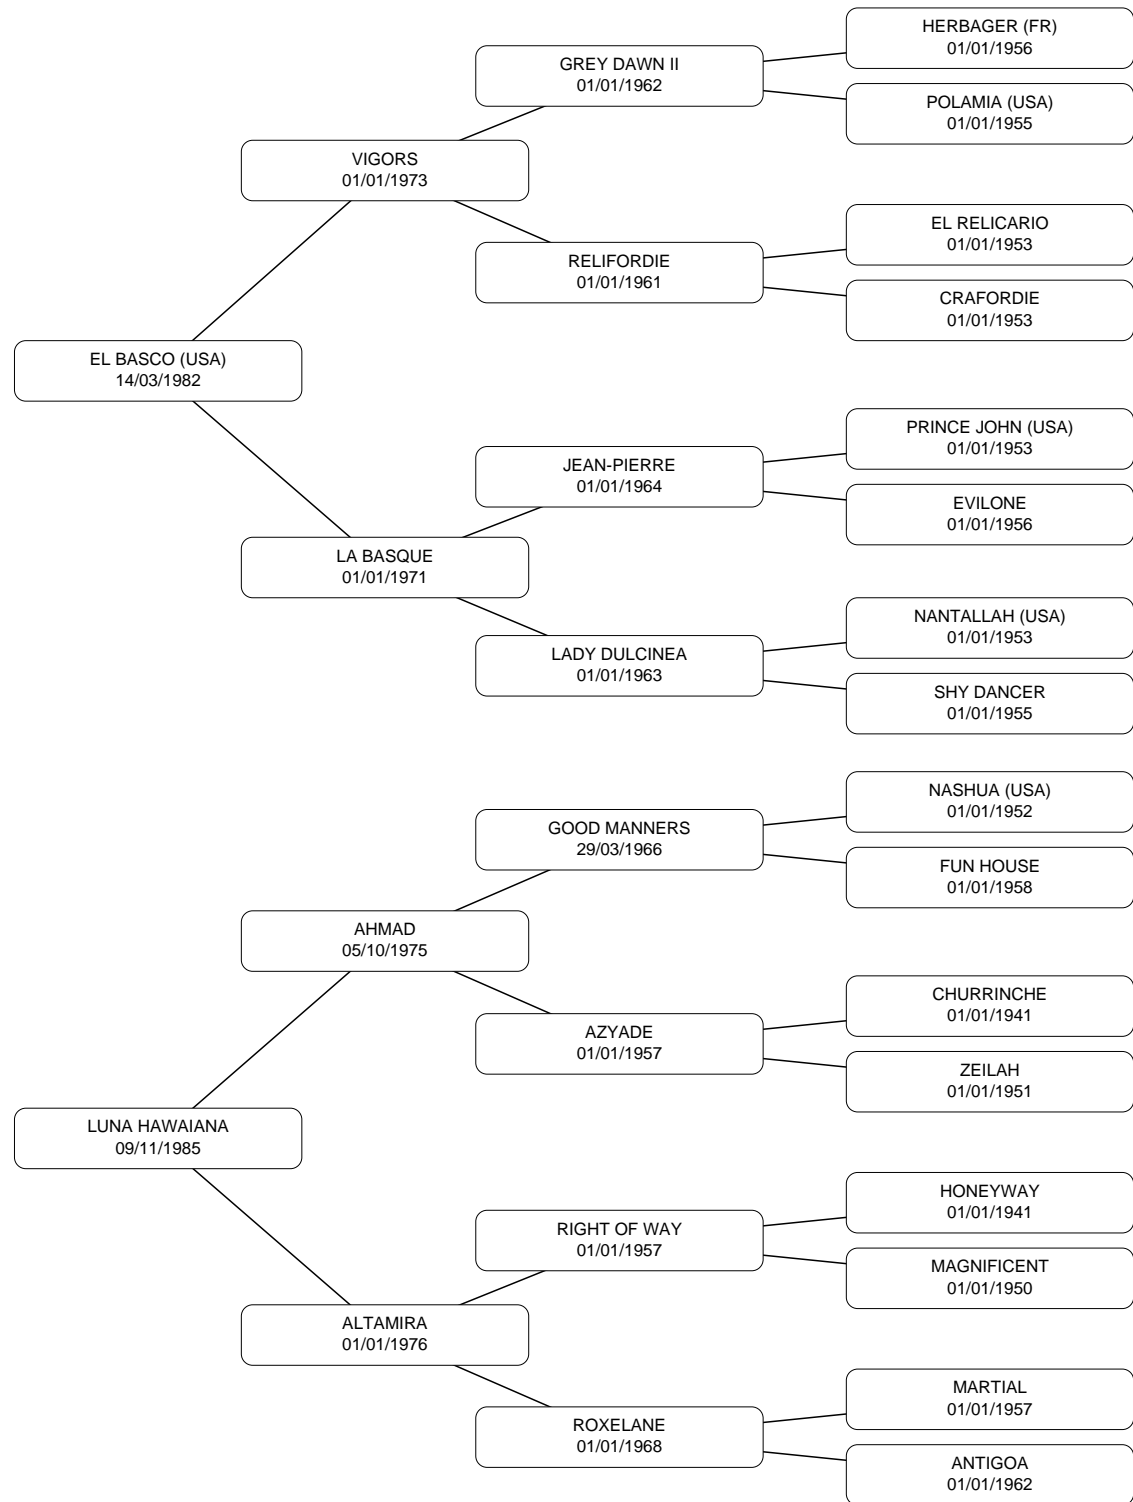 HERBAGER (FR)
01/01/1956
GREY DAWN II
01/01/1962
POLAMIA (USA)
01/01/1955
VIGORS
01/01/1973
EL RELICARIO
01/01/1953
RELIFORDIE
01/01/1961
CRAFORDIE
01/01/1953
EL BASCO (USA)
14/03/1982
PRINCE JOHN (USA)
01/01/1953
JEAN-PIERRE
01/01/1964
EVILONE
01/01/1956
LA BASQUE
01/01/1971
NANTALLAH (USA)
01/01/1953
LADY DULCINEA
01/01/1963
SHY DANCER
01/01/1955
NASHUA (USA)
01/01/1952
GOOD MANNERS
29/03/1966
FUN HOUSE
01/01/1958
AHMAD
05/10/1975
CHURRINCHE
01/01/1941
AZYADE
01/01/1957
ZEILAH
01/01/1951
LUNA HAWAIANA
09/11/1985
HONEYWAY
01/01/1941
RIGHT OF WAY
01/01/1957
MAGNIFICENT
01/01/1950
ALTAMIRA
01/01/1976
MARTIAL
01/01/1957
ROXELANE
01/01/1968
ANTIGOA
01/01/1962